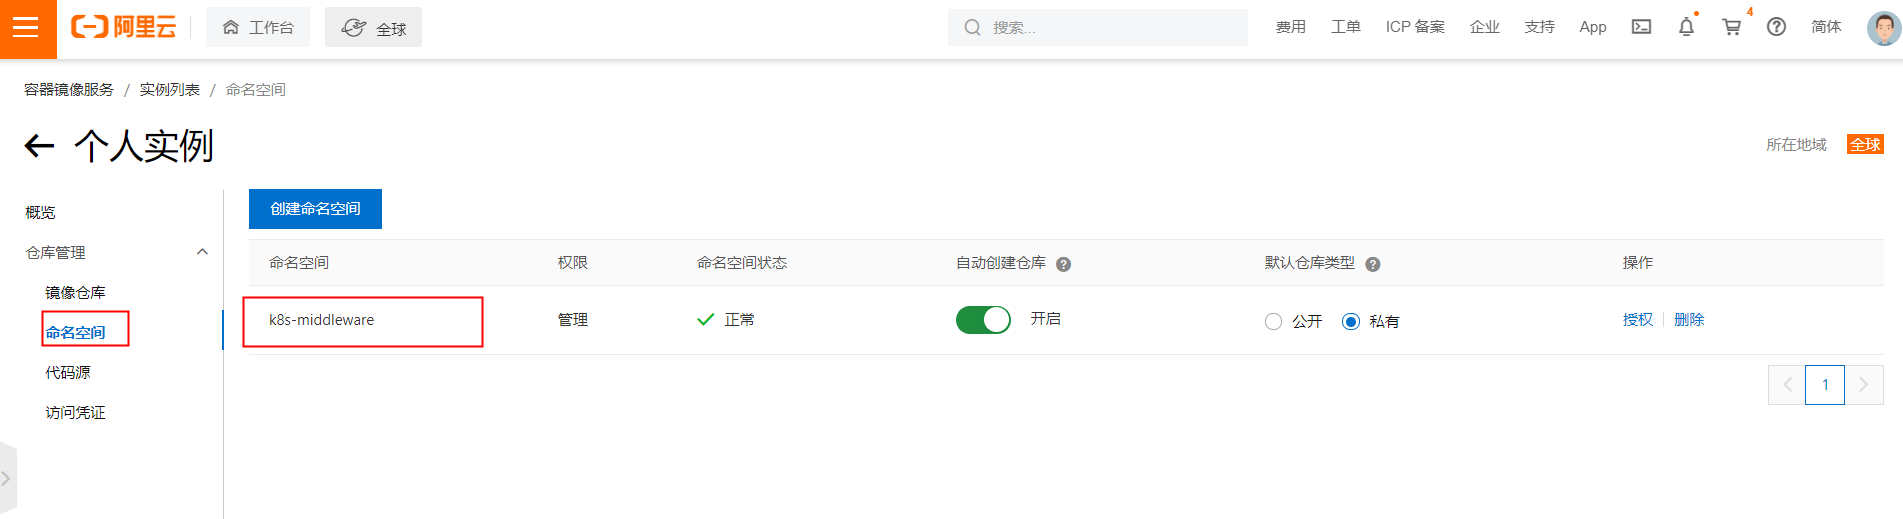 阿里云 工作台 全球 搜索... 费用 工单 ICP 备案 企业 支持 App 4 简体
容器镜像服务 / 实例列表 / 命名空间
个人实例 所在地域 全球
概览
仓库管理
镜像仓库
命名空间
代码源
访问凭证
创建命名空间
命名空间 权限 命名空间状态 自动创建仓库 默认仓库类型 操作
k8s-middleware 管理 正常 开启 公开 私有 授权 删除
1